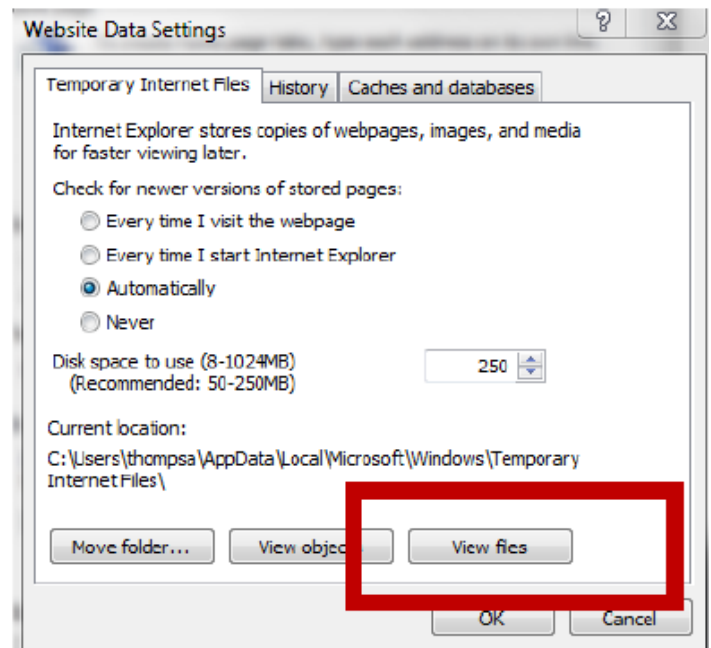 Website Data Settings
Temporary Internet Files History Caches and databases
Internet Explorer stores copies of webpages, images, and media
for faster viewing later.
Check for newer versions of stored pages:
Every time I visit the webpage
Every time I start Internet Explorer
Automatically
Never
Disk space to use (8-1024MB) 250
(Recommended: 50-250MB)
Current location:
C:\Users\thompsa\AppData\Local\Microsoft\Windows\Temporary
Internet Files\
Move folder... View objec View files
OK Cancel